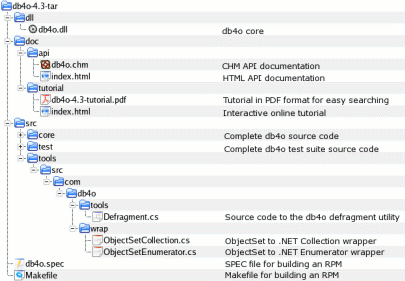 db4o-4.3-tar
dll
db4o.dll db4o core
doc
api
db4o.chm CHM API documentation
index.html HTML API documentation
tutorial
db4o-4.3-tutorial.pdf Tutorial in PDF format for easy searching
index.html Interactive online tutorial
src
core Complete db4o source code
test Complete db4o test suite source code
tools
src
com
db4o
tools
Defragment.cs Source code to the db4o defragment utility
wrap
ObjectSetCollection.cs ObjectSet to .NET Collection wrapper
ObjectSetEnumerator.cs ObjectSet to .NET Enumerator wrapper
db4o.spec SPEC file for building an RPM
Makefile Makefile for building an RPM